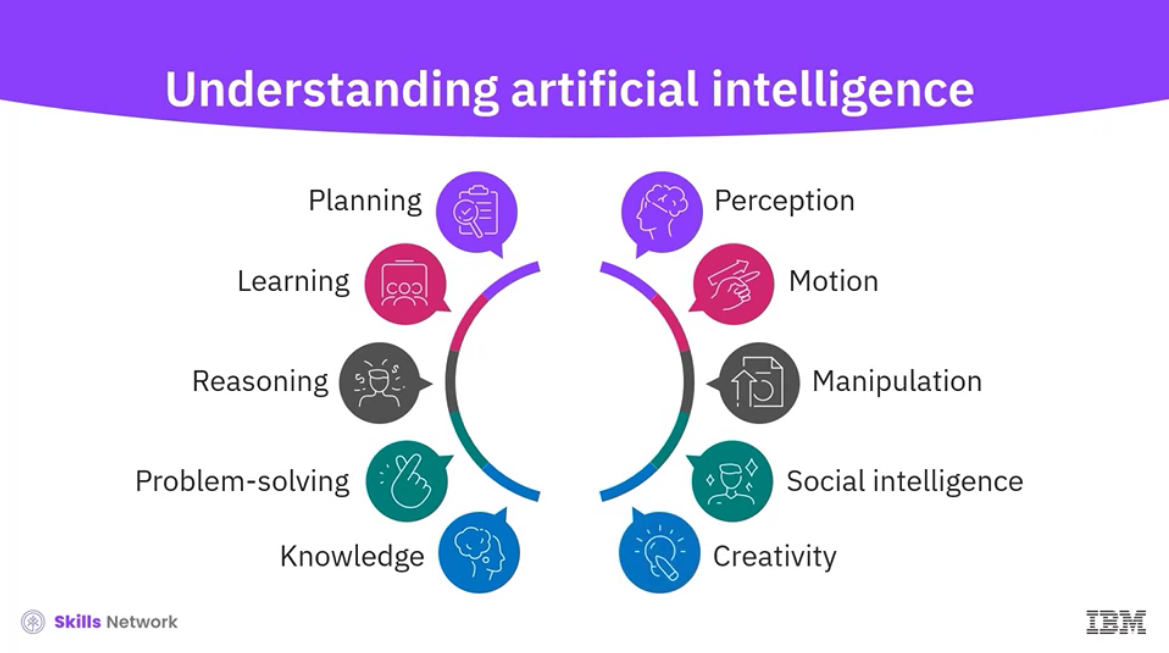 Understanding artificial intelligence
Planning
Perception
Learning
Motion
Reasoning
Manipulation
Problem-solving
Social intelligence
Knowledge
Creativity
Skills Network
IBM